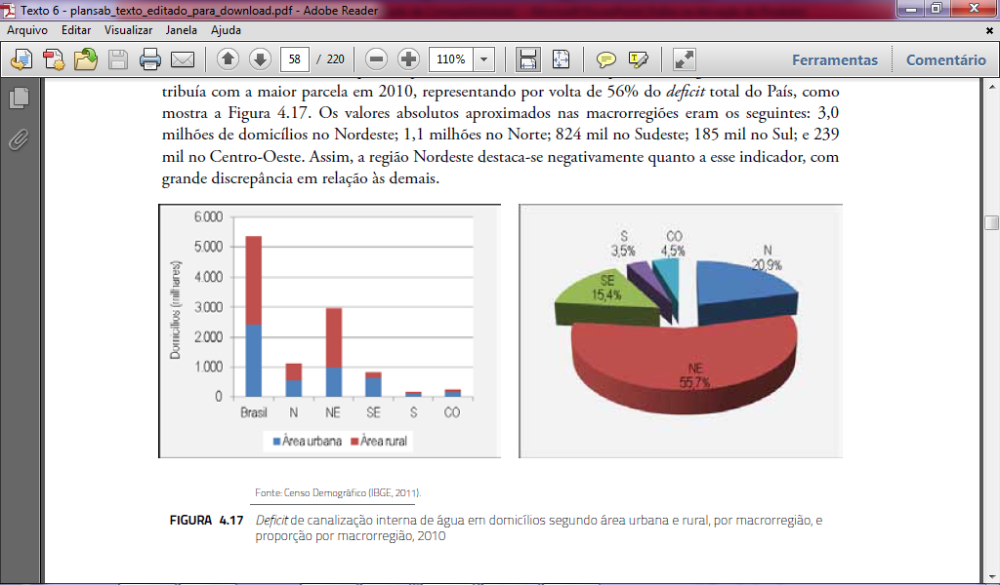 Texto 6 - plansab_texto_editado_para_download.pdf - Adobe Reader
Arquivo Editar Visualizar Janela Ajuda
58 / 220 110% Ferramentas Comentário
tribuía com a maior parcela em 2010, representando por volta de 56% do deficit total do País, como
mostra a Figura 4.17. Os valores absolutos aproximados nas macrorregiões eram os seguintes: 3,0
milhões de domicílios no Nordeste; 1,1 milhões no Norte; 824 mil no Sudeste; 185 mil no Sul; e 239
mil no Centro-Oeste. Assim, a região Nordeste destaca-se negativamente quanto a esse indicador, com
grande discrepância em relação às demais.
Domicílios (milhares)
6.000
5.000
4.000
3.000
2.000
1.000
0
Brasil N NE SE S CO
Área urbana Área rural
S
3,5%
CO
4,5%
N
20,9%
SE
15,4%
NE
55,7%
Fonte: Censo Demográfico (IBGE, 2011).
FIGURA 4.17 Deficit de canalização interna de água em domicílios segundo área urbana e rural, por macrorregião, e
proporção por macrorregião, 2010